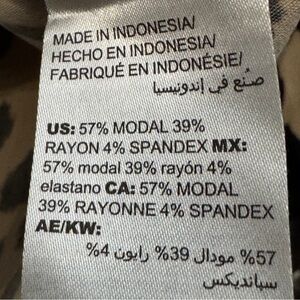 MADE IN INDONESIA/
HECHO EN INDONESIA/
FABRIQUÉ EN INDONÉSIE/
صنع في إندونيسيا
US: 57% MODAL 39%
RAYON 4% SPANDEX MX:
57% modal 39% rayón 4%
elastano CA: 57% MODAL
39% RAYONNE 4% SPANDEX
AE/KW:
57% مودال 39% رايون 4%
سبانديكس